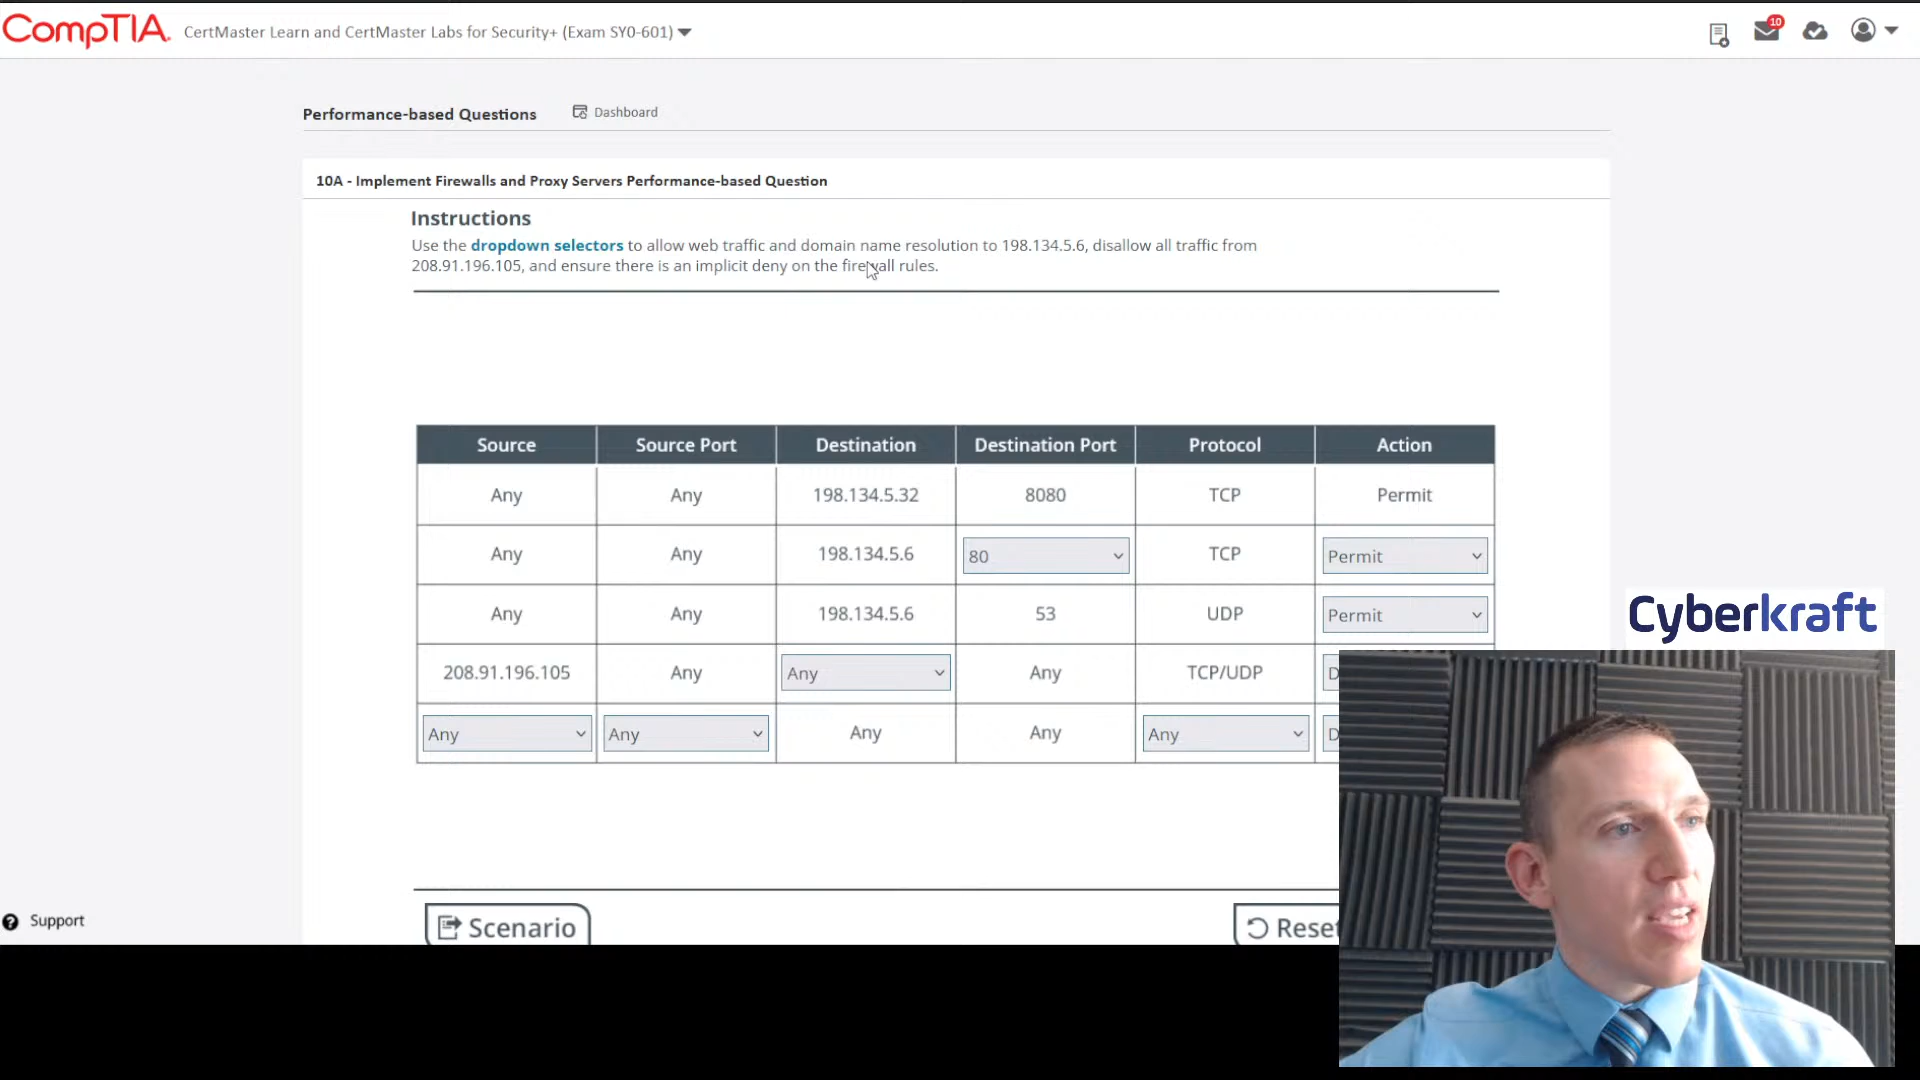 CompTIA.
CertMaster Learn and CertMaster Labs for Security+ (Exam SY0-601)
10
Performance-based Questions
Dashboard
10A - Implement Firewalls and Proxy Servers Performance-based Question
Instructions
Use the dropdown selectors to allow web traffic and domain name resolution to 198.134.5.6, disallow all traffic from
208.91.196.105, and ensure there is an implicit deny on the firewall rules.
Source Source Port Destination Destination Port Protocol Action
Any Any 198.134.5.32 8080 TCP Permit
Any Any 198.134.5.6 80 TCP Permit
Any Any 198.134.5.6 53 UDP Permit
208.91.196.105 Any Any Any TCP/UDP D
Any Any Any Any Any D
Cyberkraft
Support
Scenario
Reset